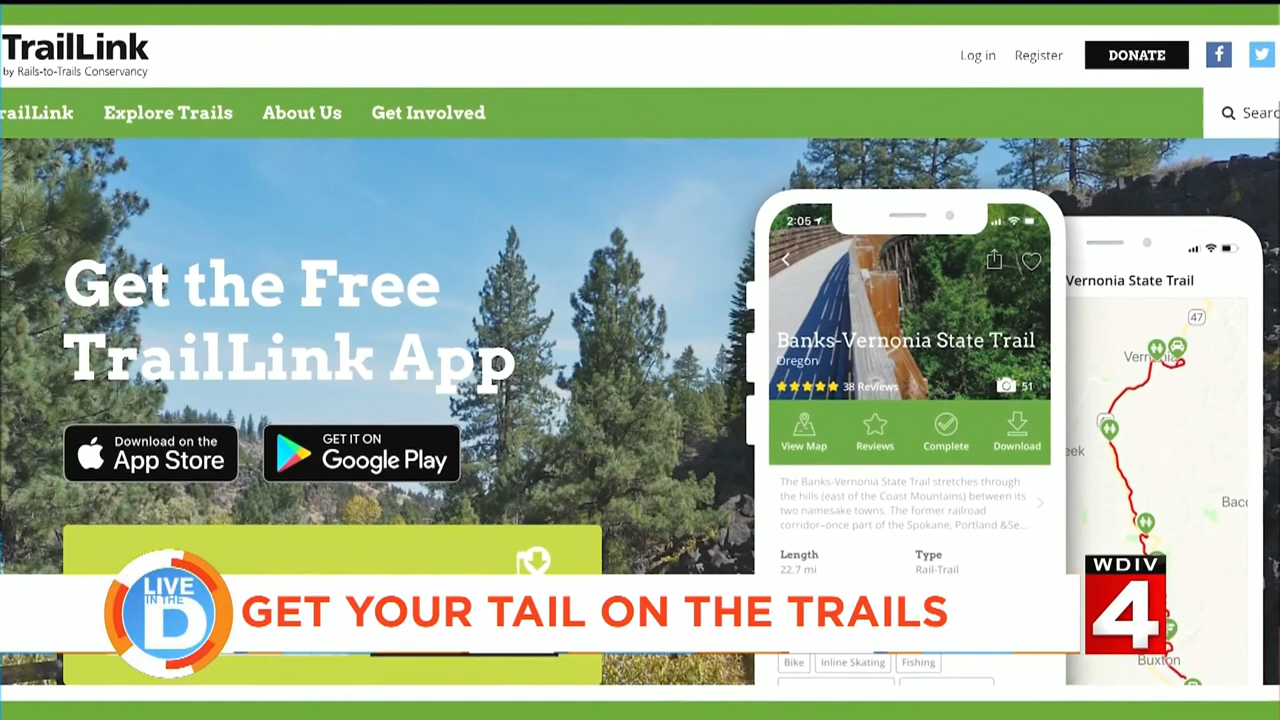 TrailLink
by Rails-to-Trails Conservancy
Log in
Register
DONATE
f
railLink
Explore Trails
About Us
Get Involved
Searc
Get the Free
TrailLink App
Download on the
App Store
GET IT ON
Google Play
2:05
Banks-Vernonia State Trail
Oregon
38 Reviews
51
View Map
Reviews
Complete
Download
The Banks-Vernonia State Trail stretches through
the hills (east of the Coast Mountains) between its
two namesake towns. The former railroad
corridor–once part of the Spokane, Portland &Se...
Length
22.7 mi
Type
Rail-Trail
Bike
Inline Skating
Fishing
Vernonia State Trail
47
Vernonia
eek
Baco
Buxton
LIVE
IN THE
D
GET YOUR TAIL ON THE TRAILS
WDIV
4